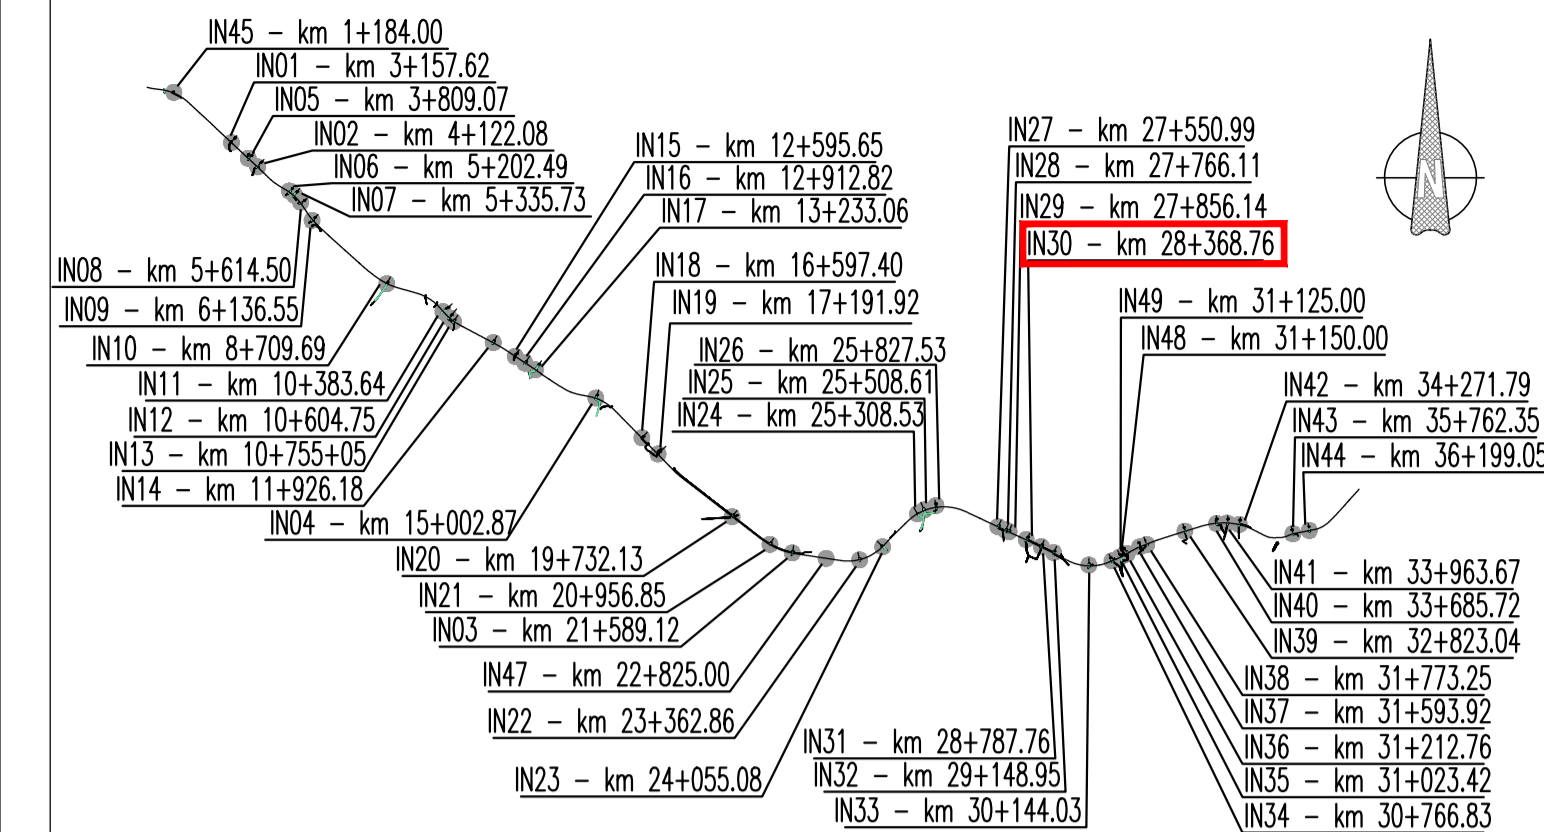 IN45 - km 1+184.00
IN01 - km 3+157.62
IN05 - km 3+809.07
IN02 - km 4+122.08
IN06 - km 5+202.49
IN07 - km 5+335.73
IN08 - km 5+614.50
IN09 - km 6+136.55
IN10 - km 8+709.69
IN11 - km 10+383.64
IN12 - km 10+604.75
IN13 - km 10+755+05
IN14 - km 11+926.18
IN15 - km 12+595.65
IN16 - km 12+912.82
IN17 - km 13+233.06
IN04 - km 15+002.87
IN18 - km 16+597.40
IN19 - km 17+191.92
IN20 - km 19+732.13
IN21 - km 20+956.85
IN03 - km 21+589.12
IN47 - km 22+825.00
IN22 - km 23+362.86
IN23 - km 24+055.08
IN26 - km 25+827.53
IN25 - km 25+508.61
IN24 - km 25+308.53
IN27 - km 27+550.99
IN28 - km 27+766.11
IN29 - km 27+856.14
IN30 - km 28+368.76
IN31 - km 28+787.76
IN32 - km 29+148.95
IN33 - km 30+144.03
IN49 - km 31+125.00
IN48 - km 31+150.00
IN42 - km 34+271.79
IN43 - km 35+762.35
IN44 - km 36+199.05
IN41 - km 33+963.67
IN40 - km 33+685.72
IN39 - km 32+823.04
IN38 - km 31+773.25
IN37 - km 31+593.92
IN36 - km 31+212.76
IN35 - km 31+023.42
IN34 - km 30+766.83
N